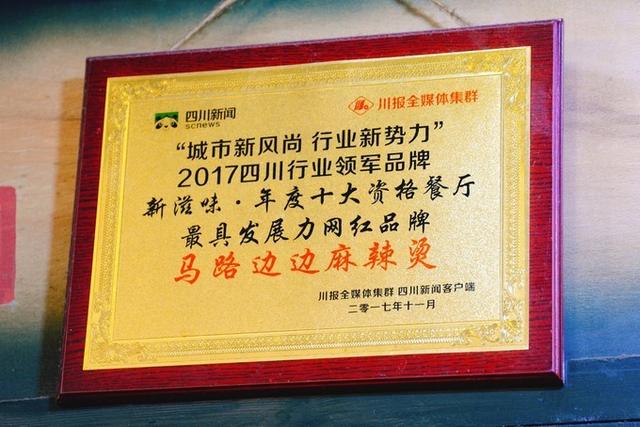 四川新闻
scnews
川报全媒体集群
“城市新风尚 行业新势力”
2017四川行业领军品牌
新滋味·年度十大资格餐厅
最具发展力网红品牌
马路边边麻辣烫
川报全媒体集群 四川新闻客户端
二零一七年十一月